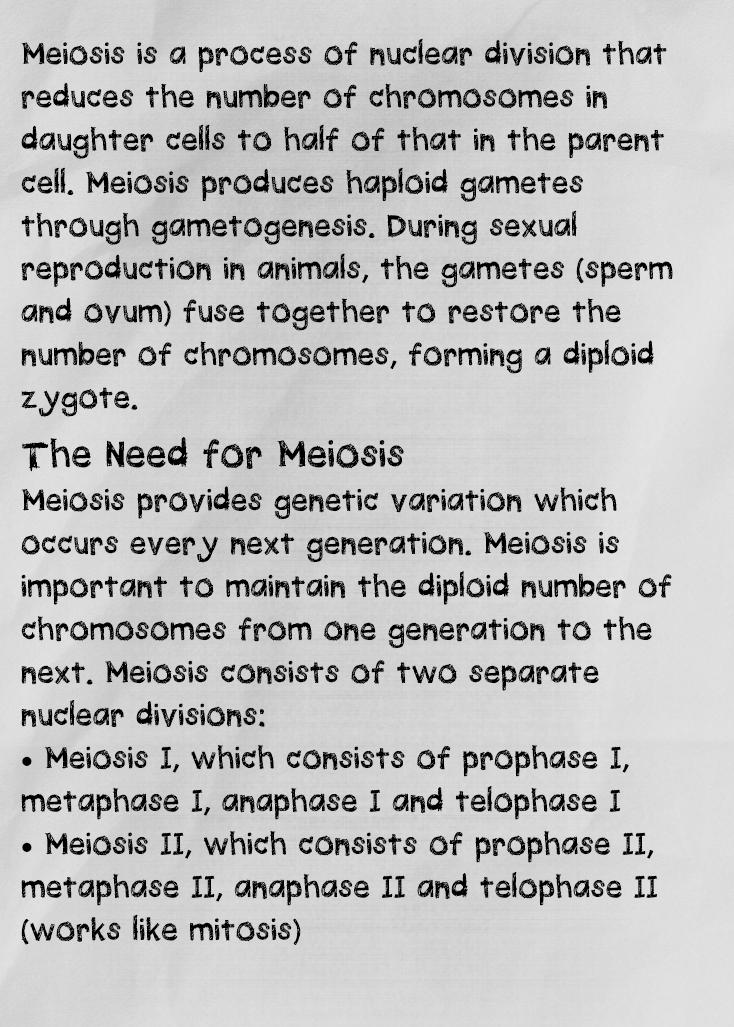 Meiosis is a process of nuclear division that
reduces the number of chromosomes in
daughter cells to half of that in the parent
cell. Meiosis produces haploid gametes
through gametogenesis. During sexual
reproduction in animals, the gametes (sperm
and ovum) fuse together to restore the
number of chromosomes, forming a diploid
zygote.
The Need for Meiosis
Meiosis provides genetic variation which
occurs every next generation. Meiosis is
important to maintain the diploid number of
chromosomes from one generation to the
next. Meiosis consists of two separate
nuclear divisions:
• Meiosis I, which consists of prophase I,
metaphase I, anaphase I and telophase I
• Meiosis II, which consists of prophase II,
metaphase II, anaphase II and telophase II
(works like mitosis)